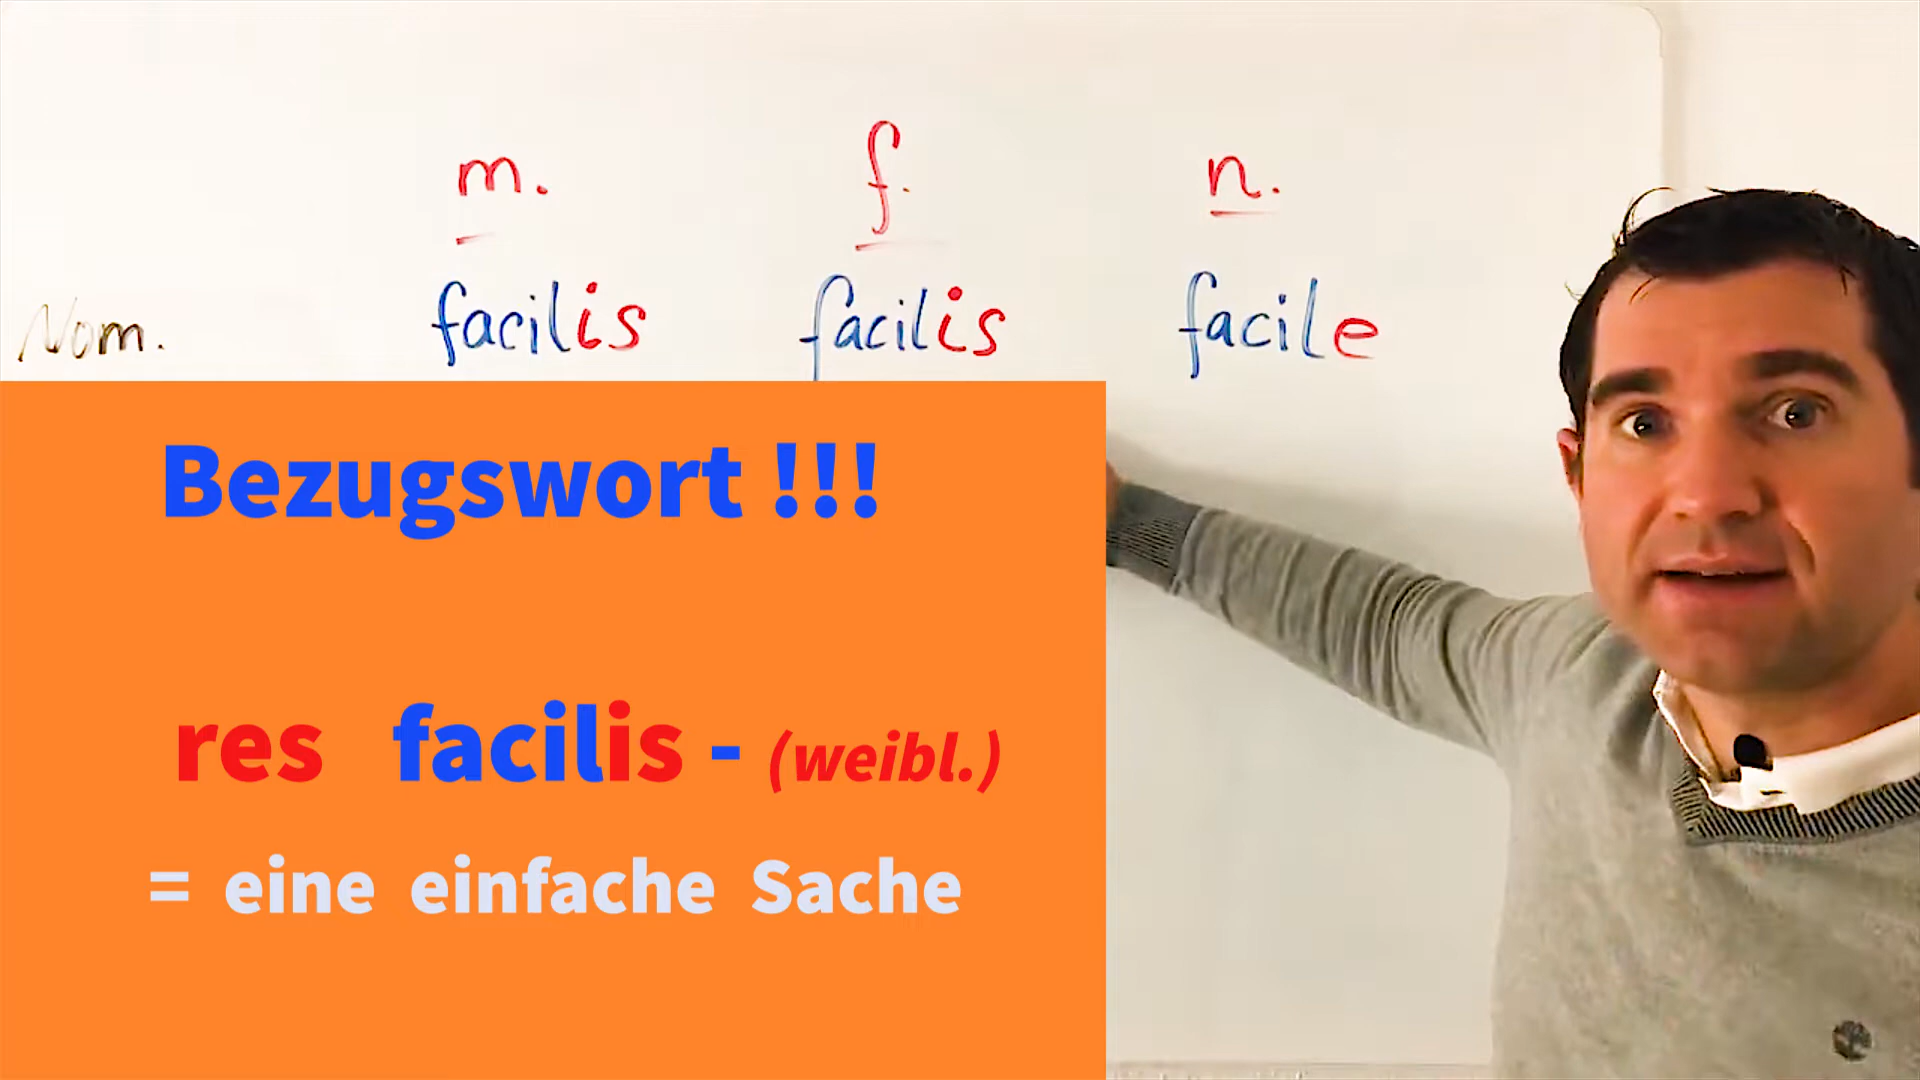 m. f. n.
Nom. facilis facilis facile
Bezugswort !!!
res facilis - (weibl.)
= eine einfache Sache